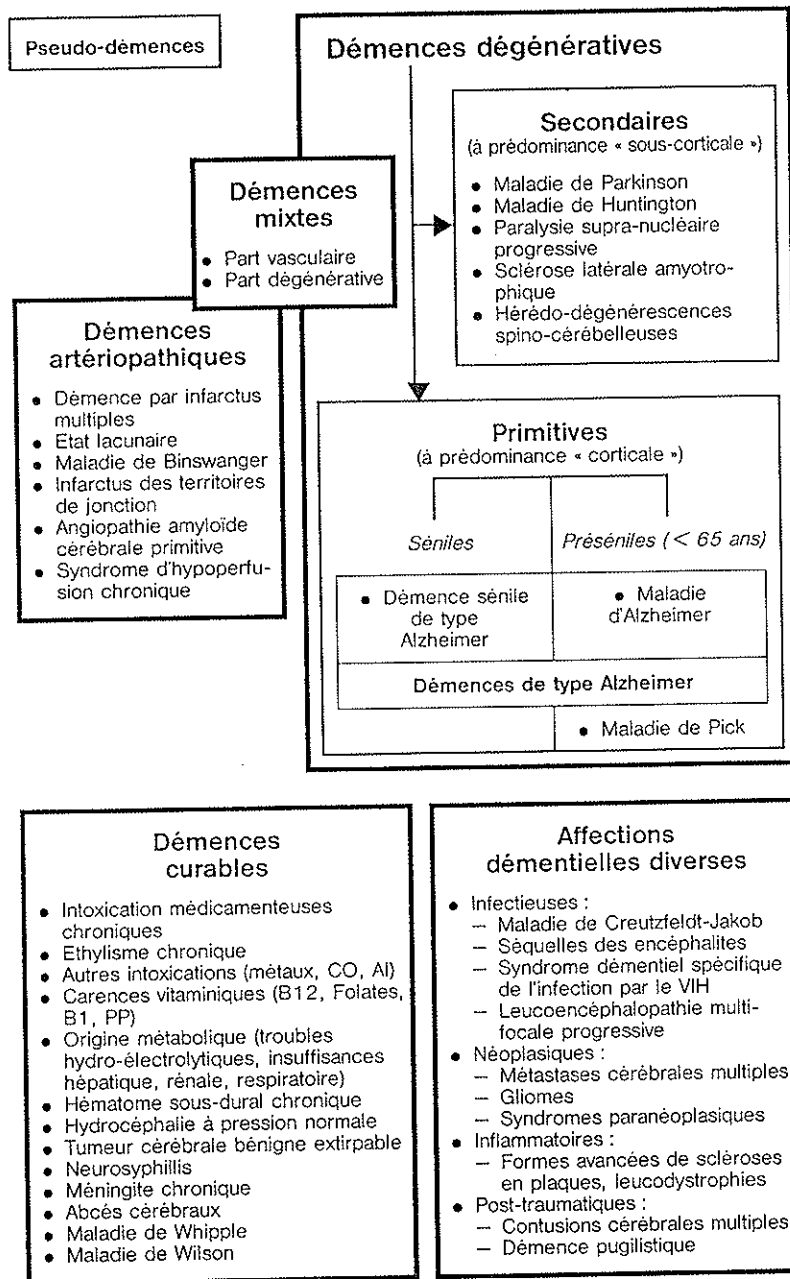 Pseudo-démences
Démences dégénératives
Secondaires
(à prédominance « sous-corticale »)
● Maladie de Parkinson
● Maladie de Huntington
● Paralysie supra-nucléaire
progressive
● Sclérose latérale amyotro-
phique
● Hérédo-dégénérescences
spino-cérébelleuses
Démences
mixtes
● Part vasculaire
● Part dégénérative
Démences
artériopathiques
● Démence par infarctus
multiples
● Etat lacunaire
● Maladie de Binswanger
● Infarctus des territoires
de jonction
● Angiopathie amyloïde
cérébrale primitive
● Syndrome d'hypoperfu-
sion chronique
Primitives
(à prédominance « corticale »)
Séniles
Préséniles (< 65 ans)
● Démence sénile
de type
Alzheimer
● Maladie
d'Alzheimer
Démences de type Alzheimer
● Maladie de Pick
Démences
curables
● Intoxication médicamenteuses
chroniques
● Ethylisme chronique
● Autres intoxications (métaux, CO, Al)
● Carences vitaminiques (B12, Folates,
B1, PP)
● Origine métabolique (troubles
hydro-électrolytiques, insuffisances
hépatique, rénale, respiratoire)
● Hématome sous-dural chronique
● Hydrocéphalie à pression normale
● Tumeur cérébrale bénigne extirpable
● Neurosyphillis
● Méningite chronique
● Abcés cérébraux
● Maladie de Whipple
● Maladie de Wilson
Affections
démentielles diverses
● Infectieuses :
– Maladie de Creutzfeldt-Jakob
– Séquelles des encéphalites
– Syndrome démentiel spécifique
de l'infection par le VIH
– Leucoencéphalopathie multi-
focale progressive
● Néoplasiques :
– Métastases cérébrales multiples
– Gliomes
– Syndromes paranéoplasiques
● Inflammatoires :
– Formes avancées de scléroses
en plaques, leucodystrophies
● Post-traumatiques :
– Contusions cérébrales multiples
– Démence pugilistique